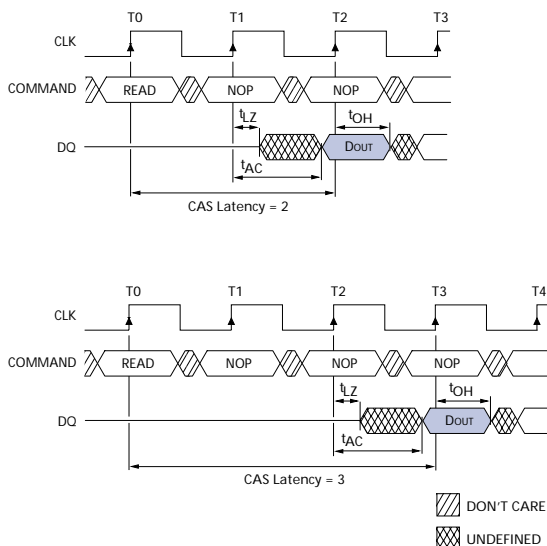 T0 T1 T2 T3
CLK
COMMAND READ NOP NOP
tLZ tOH
DQ DOUT
tAC
CAS Latency = 2
T0 T1 T2 T3 T4
CLK
COMMAND READ NOP NOP NOP
tLZ tOH
DQ DOUT
tAC
CAS Latency = 3
DON'T CARE
UNDEFINED